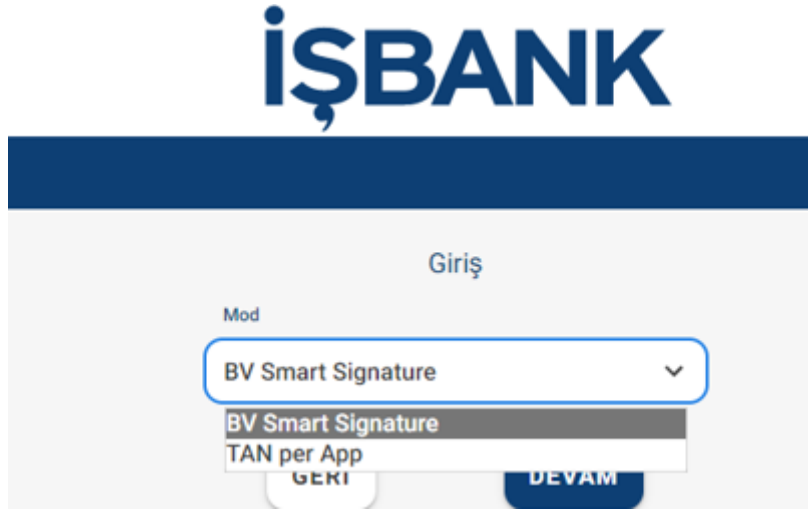 İŞBANK
Giriş
Mod
BV Smart Signature
BV Smart Signature
TAN per App
GERİ DEVAM